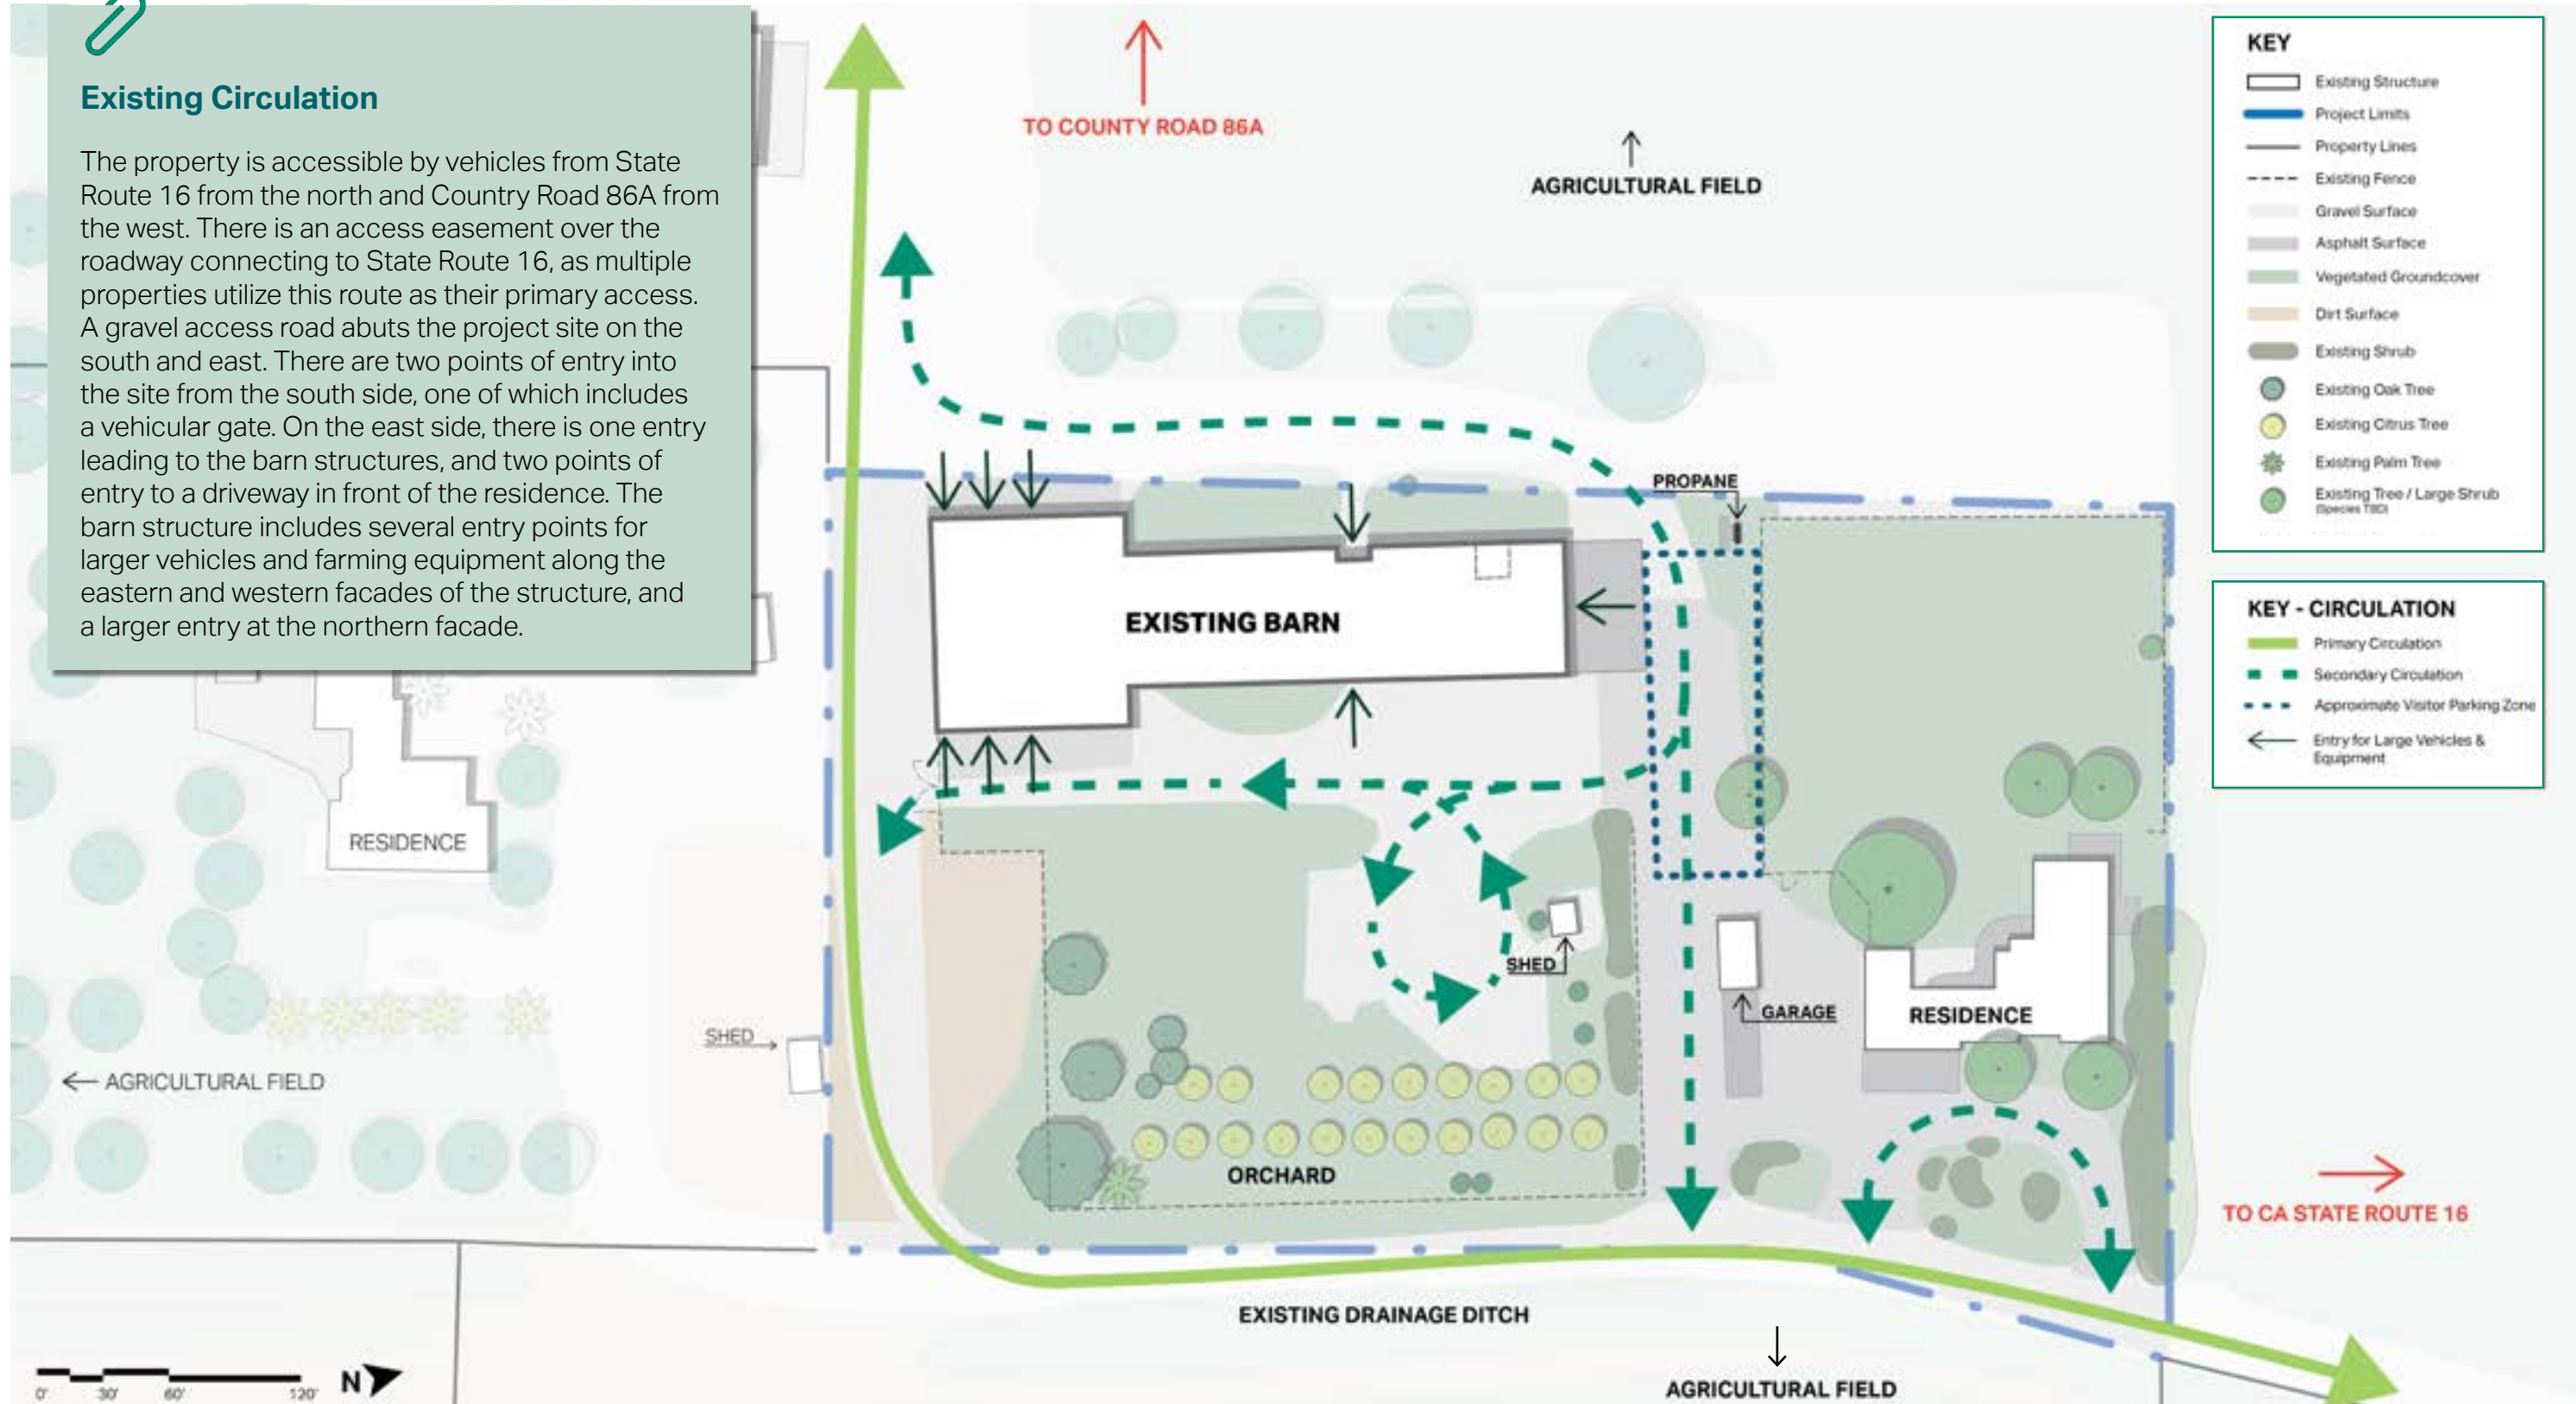 Existing Circulation
The property is accessible by vehicles from State
Route 16 from the north and Country Road 86A from
the west. There is an access easement over the
roadway connecting to State Route 16, as multiple
properties utilize this route as their primary access.
A gravel access road abuts the project site on the
south and east. There are two points of entry into
the site from the south side, one of which includes
a vehicular gate. On the east side, there is one entry
leading to the barn structures, and two points of
entry to a driveway in front of the residence. The
barn structure includes several entry points for
larger vehicles and farming equipment along the
eastern and western facades of the structure, and
a larger entry at the northern facade.
TO COUNTY ROAD 86A
AGRICULTURAL FIELD
PROPANE
EXISTING BARN
RESIDENCE
SHED
GARAGE
RESIDENCE
SHED
AGRICULTURAL FIELD
ORCHARD
TO CA STATE ROUTE 16
EXISTING DRAINAGE DITCH
AGRICULTURAL FIELD
0' 30' 60' 120' N
KEY
Existing Structure
Project Limits
Property Lines
Existing Fence
Gravel Surface
Asphalt Surface
Vegetated Groundcover
Dirt Surface
Existing Shrub
Existing Oak Tree
Existing Citrus Tree
Existing Palm Tree
Existing Tree / Large Shrub
(Species TBD)
KEY - CIRCULATION
Primary Circulation
Secondary Circulation
Approximate Visitor Parking Zone
Entry for Large Vehicles &
Equipment